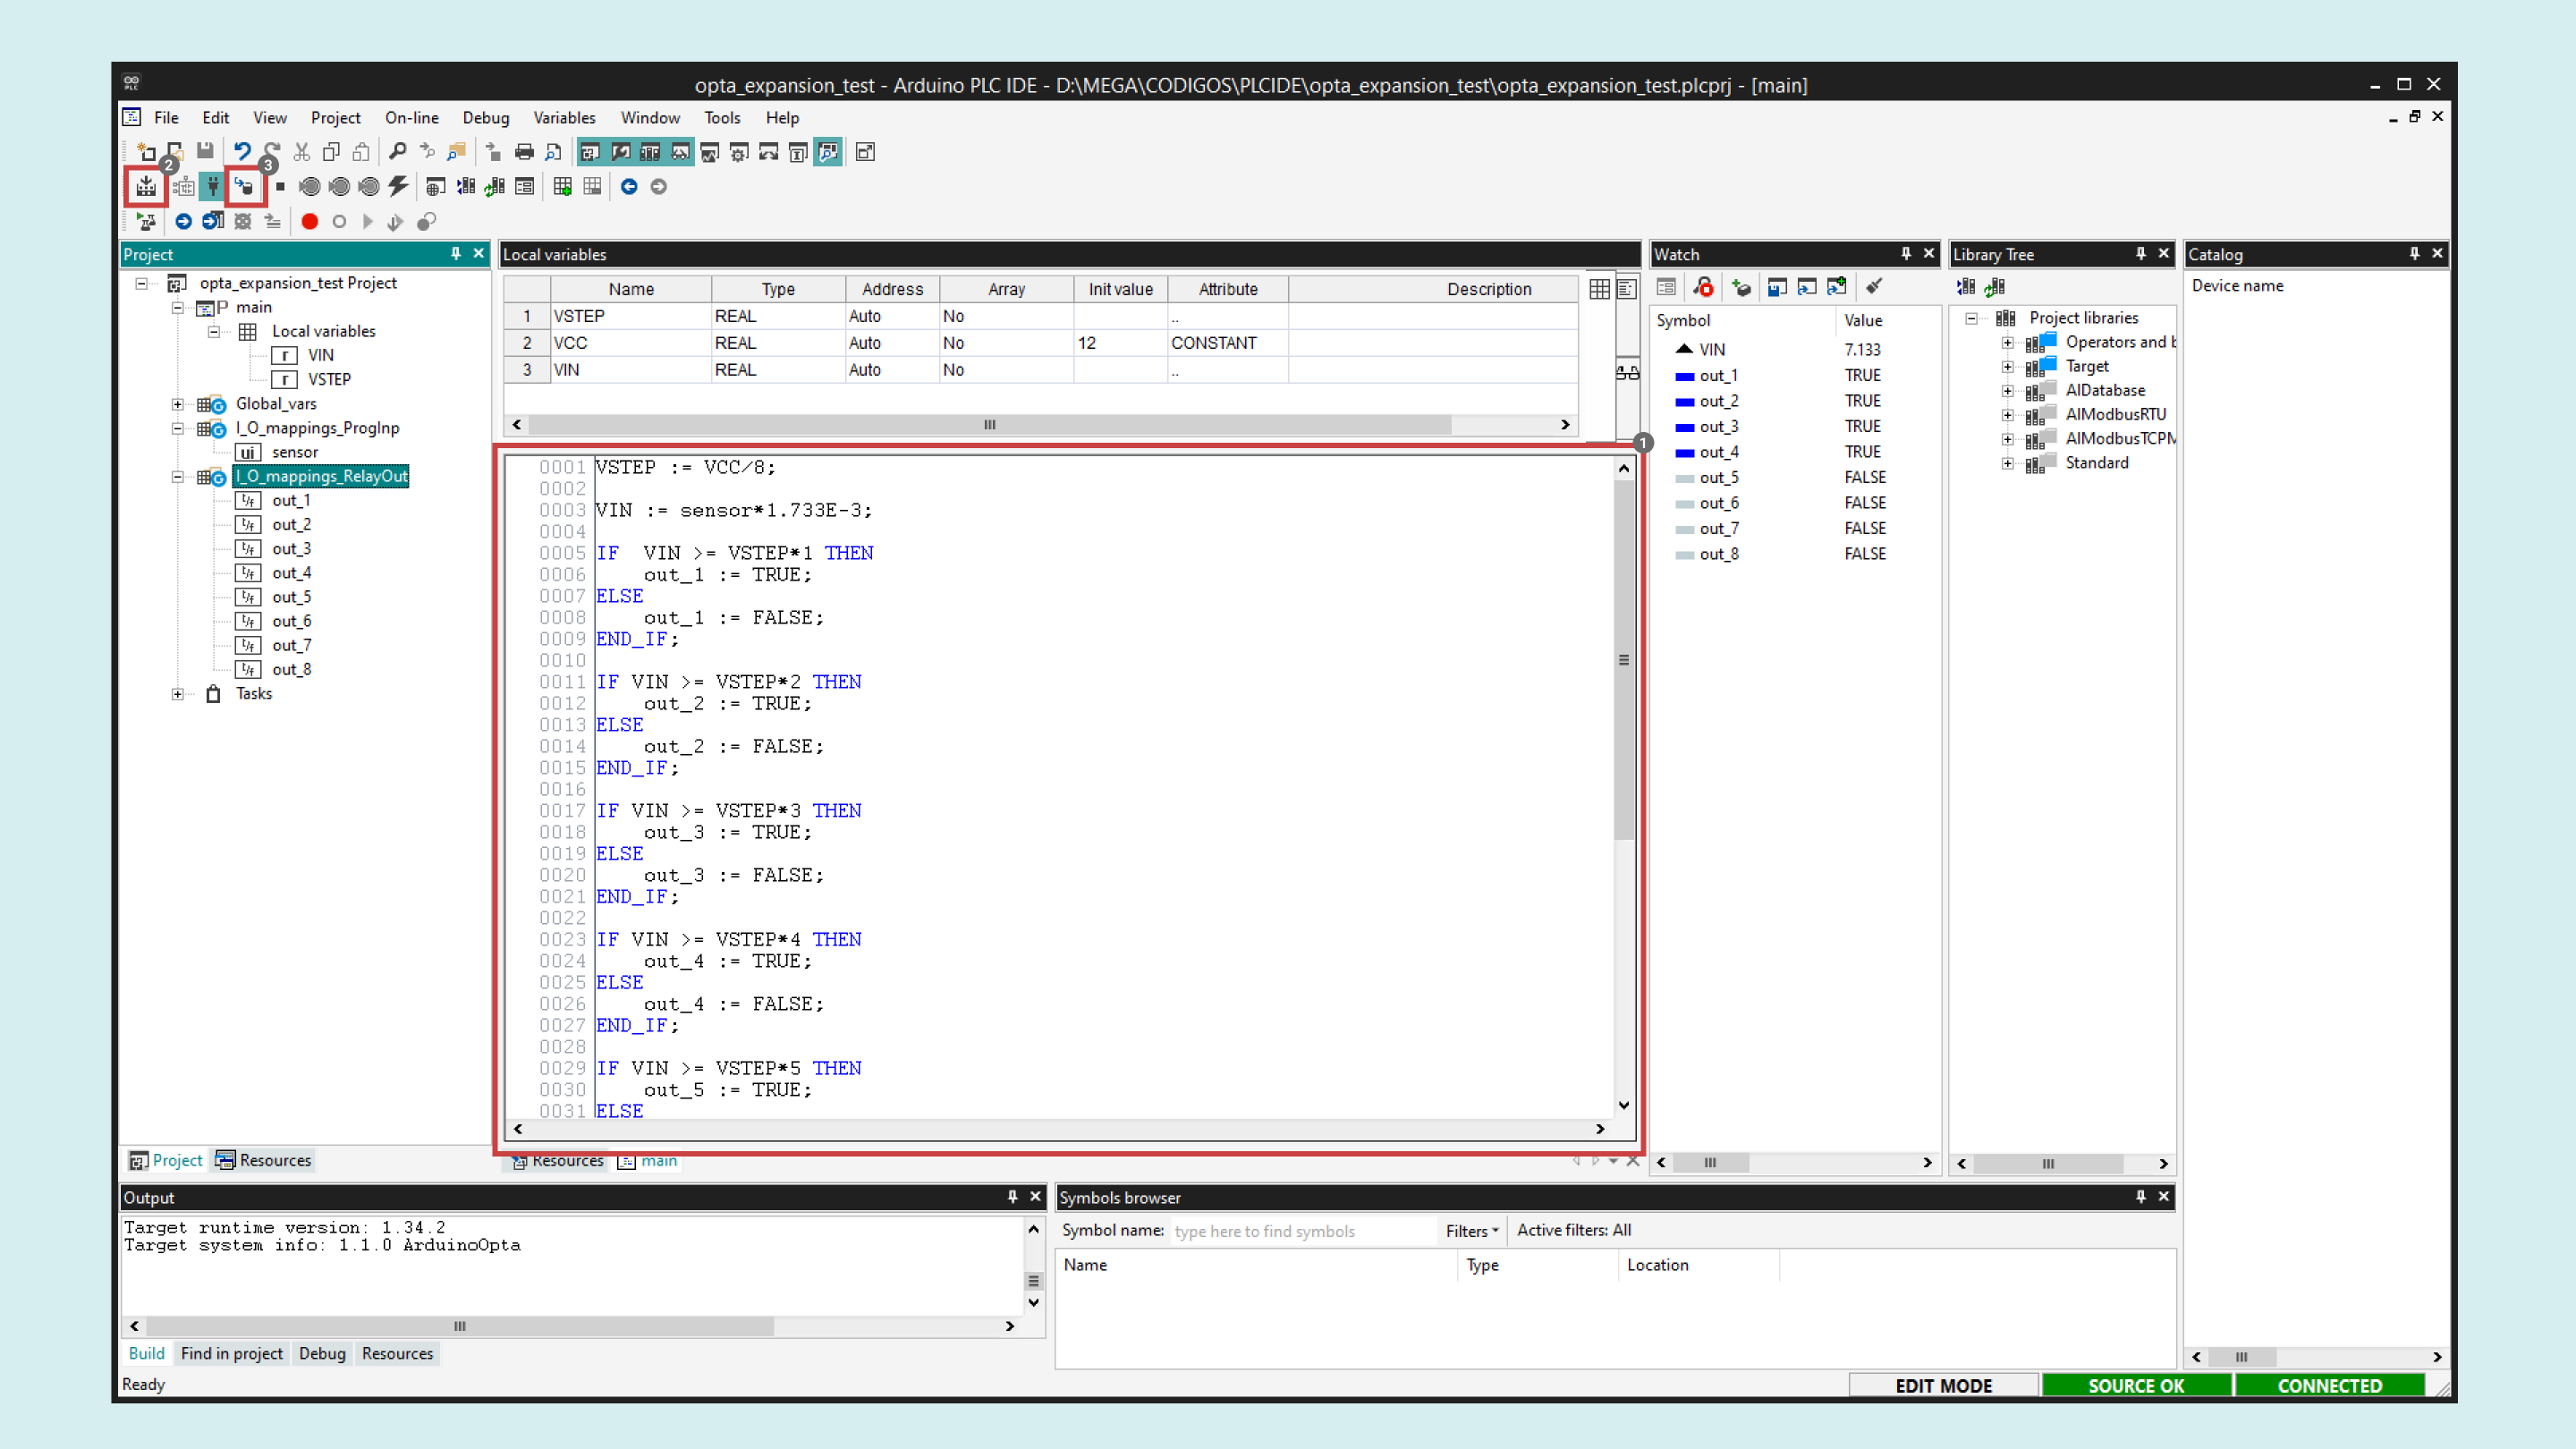 opta_expansion_test - Arduino PLC IDE - D:\MEGA\CODIGOS\PLCIDE\opta_expansion_test\opta_expansion_test.plcprj - [main]
File Edit View Project On-line Debug Variables Window Tools Help
2
3
Project
opta_expansion_test Project
P main
Local variables
r VIN
r VSTEP
Global_vars
I_O_mappings_ProgInp
ui sensor
I_O_mappings_RelayOut
t/f out_1
t/f out_2
t/f out_3
t/f out_4
t/f out_5
t/f out_6
t/f out_7
t/f out_8
Tasks
Project Resources
Local variables
Name Type Address Array Init value Attribute Description
1 VSTEP REAL Auto No ..
2 VCC REAL Auto No 12 CONSTANT
3 VIN REAL Auto No ..
1
0001 VSTEP := VCC/8;
0002
0003 VIN := sensor*1.733E-3;
0004
0005 IF  VIN >= VSTEP*1 THEN
0006     out_1 := TRUE;
0007 ELSE
0008     out_1 := FALSE;
0009 END_IF;
0010
0011 IF VIN >= VSTEP*2 THEN
0012     out_2 := TRUE;
0013 ELSE
0014     out_2 := FALSE;
0015 END_IF;
0016
0017 IF VIN >= VSTEP*3 THEN
0018     out_3 := TRUE;
0019 ELSE
0020     out_3 := FALSE;
0021 END_IF;
0022
0023 IF VIN >= VSTEP*4 THEN
0024     out_4 := TRUE;
0025 ELSE
0026     out_4 := FALSE;
0027 END_IF;
0028
0029 IF VIN >= VSTEP*5 THEN
0030     out_5 := TRUE;
0031 ELSE
Resources main
Watch
Symbol Value
VIN 7.133
out_1 TRUE
out_2 TRUE
out_3 TRUE
out_4 TRUE
out_5 FALSE
out_6 FALSE
out_7 FALSE
out_8 FALSE
Library Tree
Project libraries
Operators and
Target
AlDatabase
AlModbusRTU
AlModbusTCPM
Standard
Catalog
Device name
Output
Target runtime version: 1.34.2
Target system info: 1.1.0 ArduinoOpta
Build Find in project Debug Resources
Symbols browser
Symbol name: type here to find symbols Filters Active filters: All
Name Type Location
Ready
EDIT MODE SOURCE OK CONNECTED